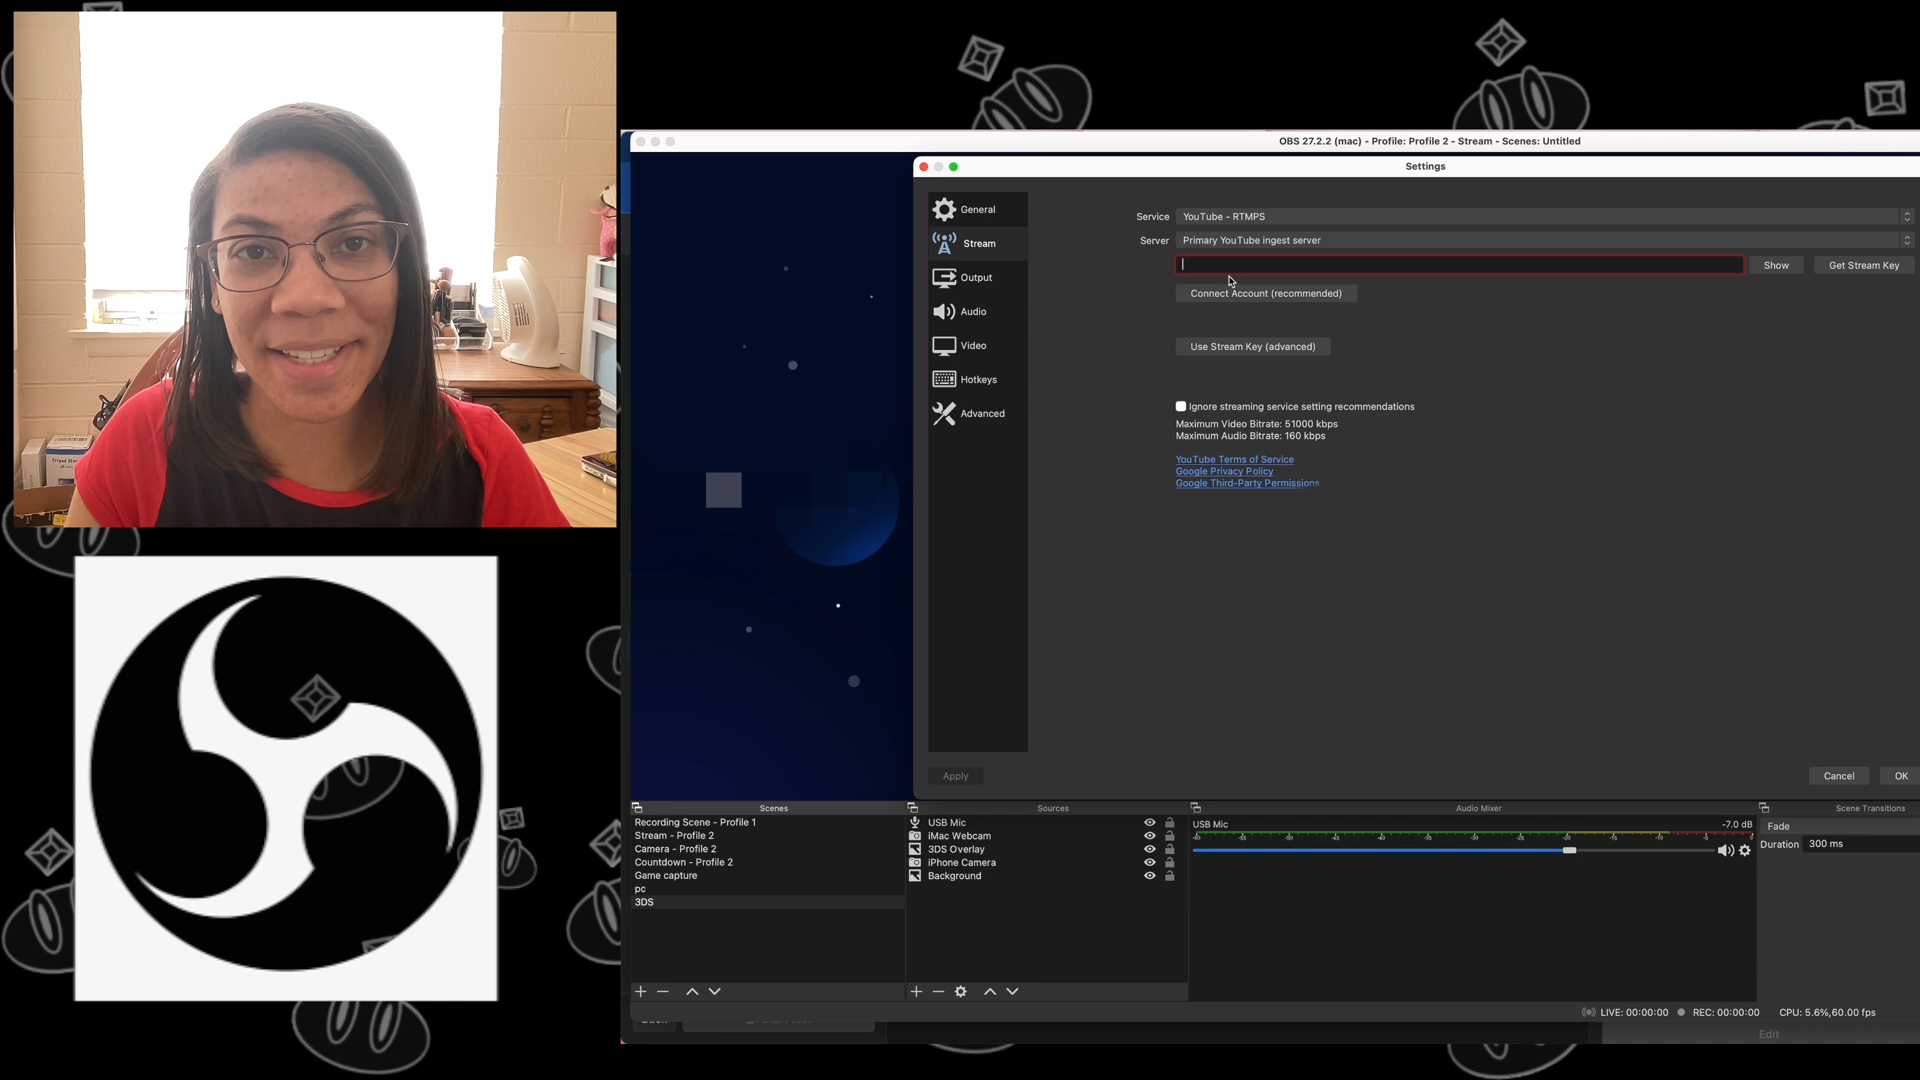 OBS 27.2.2 (mac) - Profile: Profile 2 - Stream - Scenes: Untitled
Settings
General
Stream
Output
Audio
Video
Hotkeys
Advanced
Service
YouTube - RTMPS
Server
Primary YouTube ingest server
Show
Get Stream Key
Connect Account (recommended)
Use Stream Key (advanced)
Ignore streaming service setting recommendations
Maximum Video Bitrate: 51000 kbps
Maximum Audio Bitrate: 160 kbps
YouTube Terms of Service
Google Privacy Policy
Google Third-Party Permissions
Apply
Cancel
OK
Scenes
Recording Scene - Profile 1
Stream - Profile 2
Camera - Profile 2
Countdown - Profile 2
Game capture
pc
3DS
Sources
USB Mic
iMac Webcam
3DS Overlay
iPhone Camera
Background
Audio Mixer
USB Mic
-7.0 dB
Scene Transitions
Fade
Duration 300 ms
LIVE: 00:00:00
REC: 00:00:00
CPU: 5.6%,60.00 fps
Edit